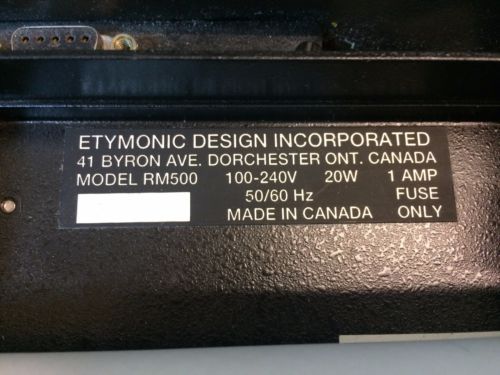 ETYMONIC DESIGN INCORPORATED
41 BYRON AVE. DORCHESTER ONT. CANADA
MODEL RM500 100-240V 20W 1 AMP
50/60 Hz FUSE
MADE IN CANADA ONLY